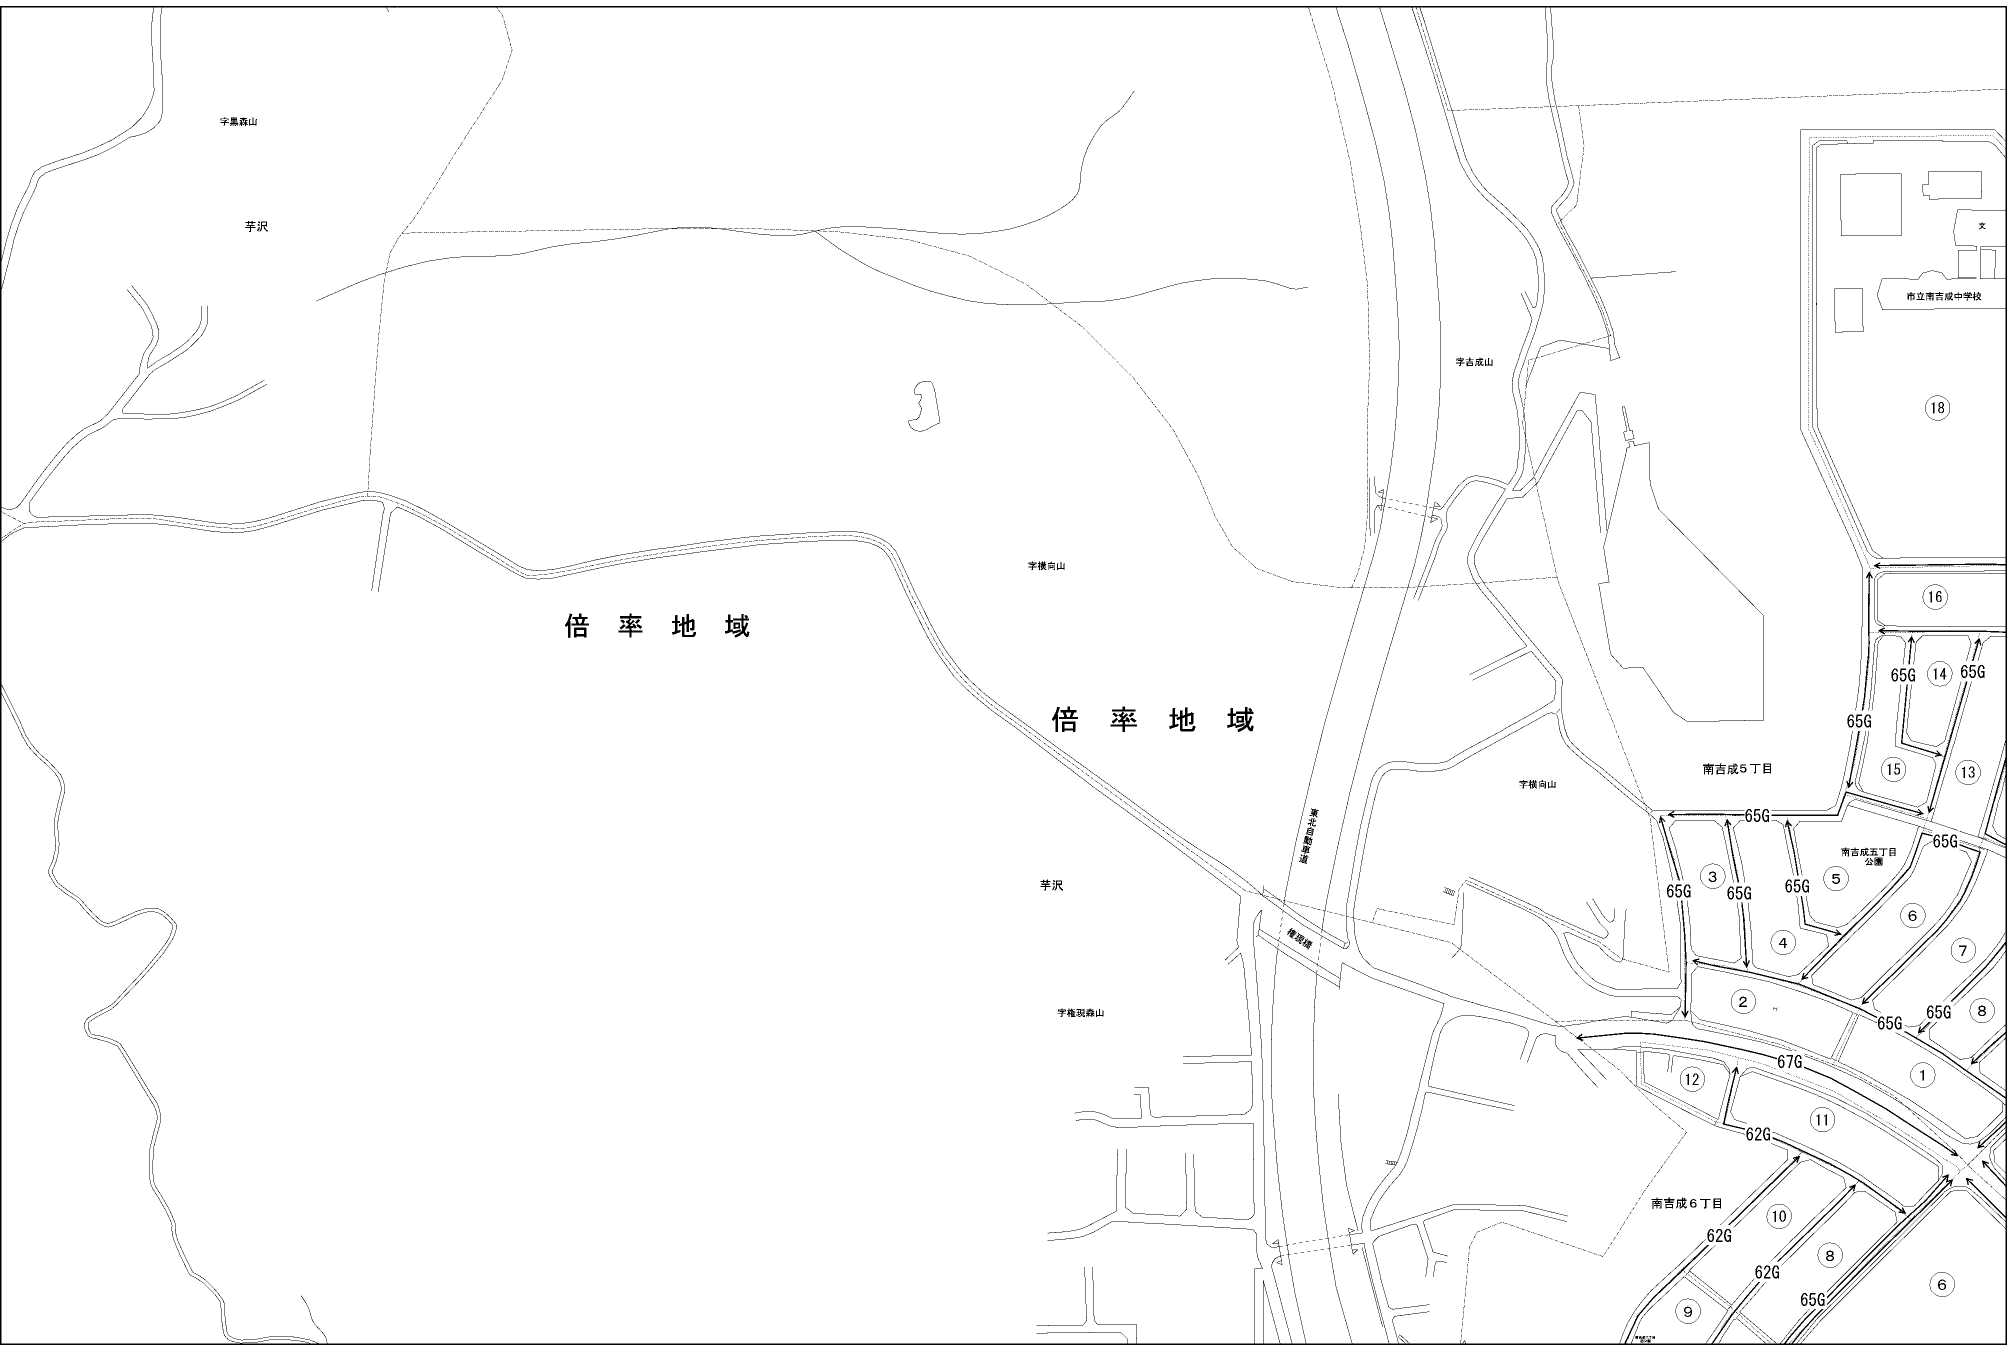 字黒森山
芋沢
文
市立南吉成中学校
字吉成山
18
字横向山
16
倍率地域
65G
14
65G
倍率地域
65G
南吉成5丁目
15
13
字横向山
東北自動車道
65G
65G
南吉成五丁目
公園
3
5
芋沢
65G
65G
65G
6
権現橋
4
7
2
字権現森山
65G
65G
8
67G
12
1
11
62G
南吉成6丁目
10
62G
8
62G
6
65G
9